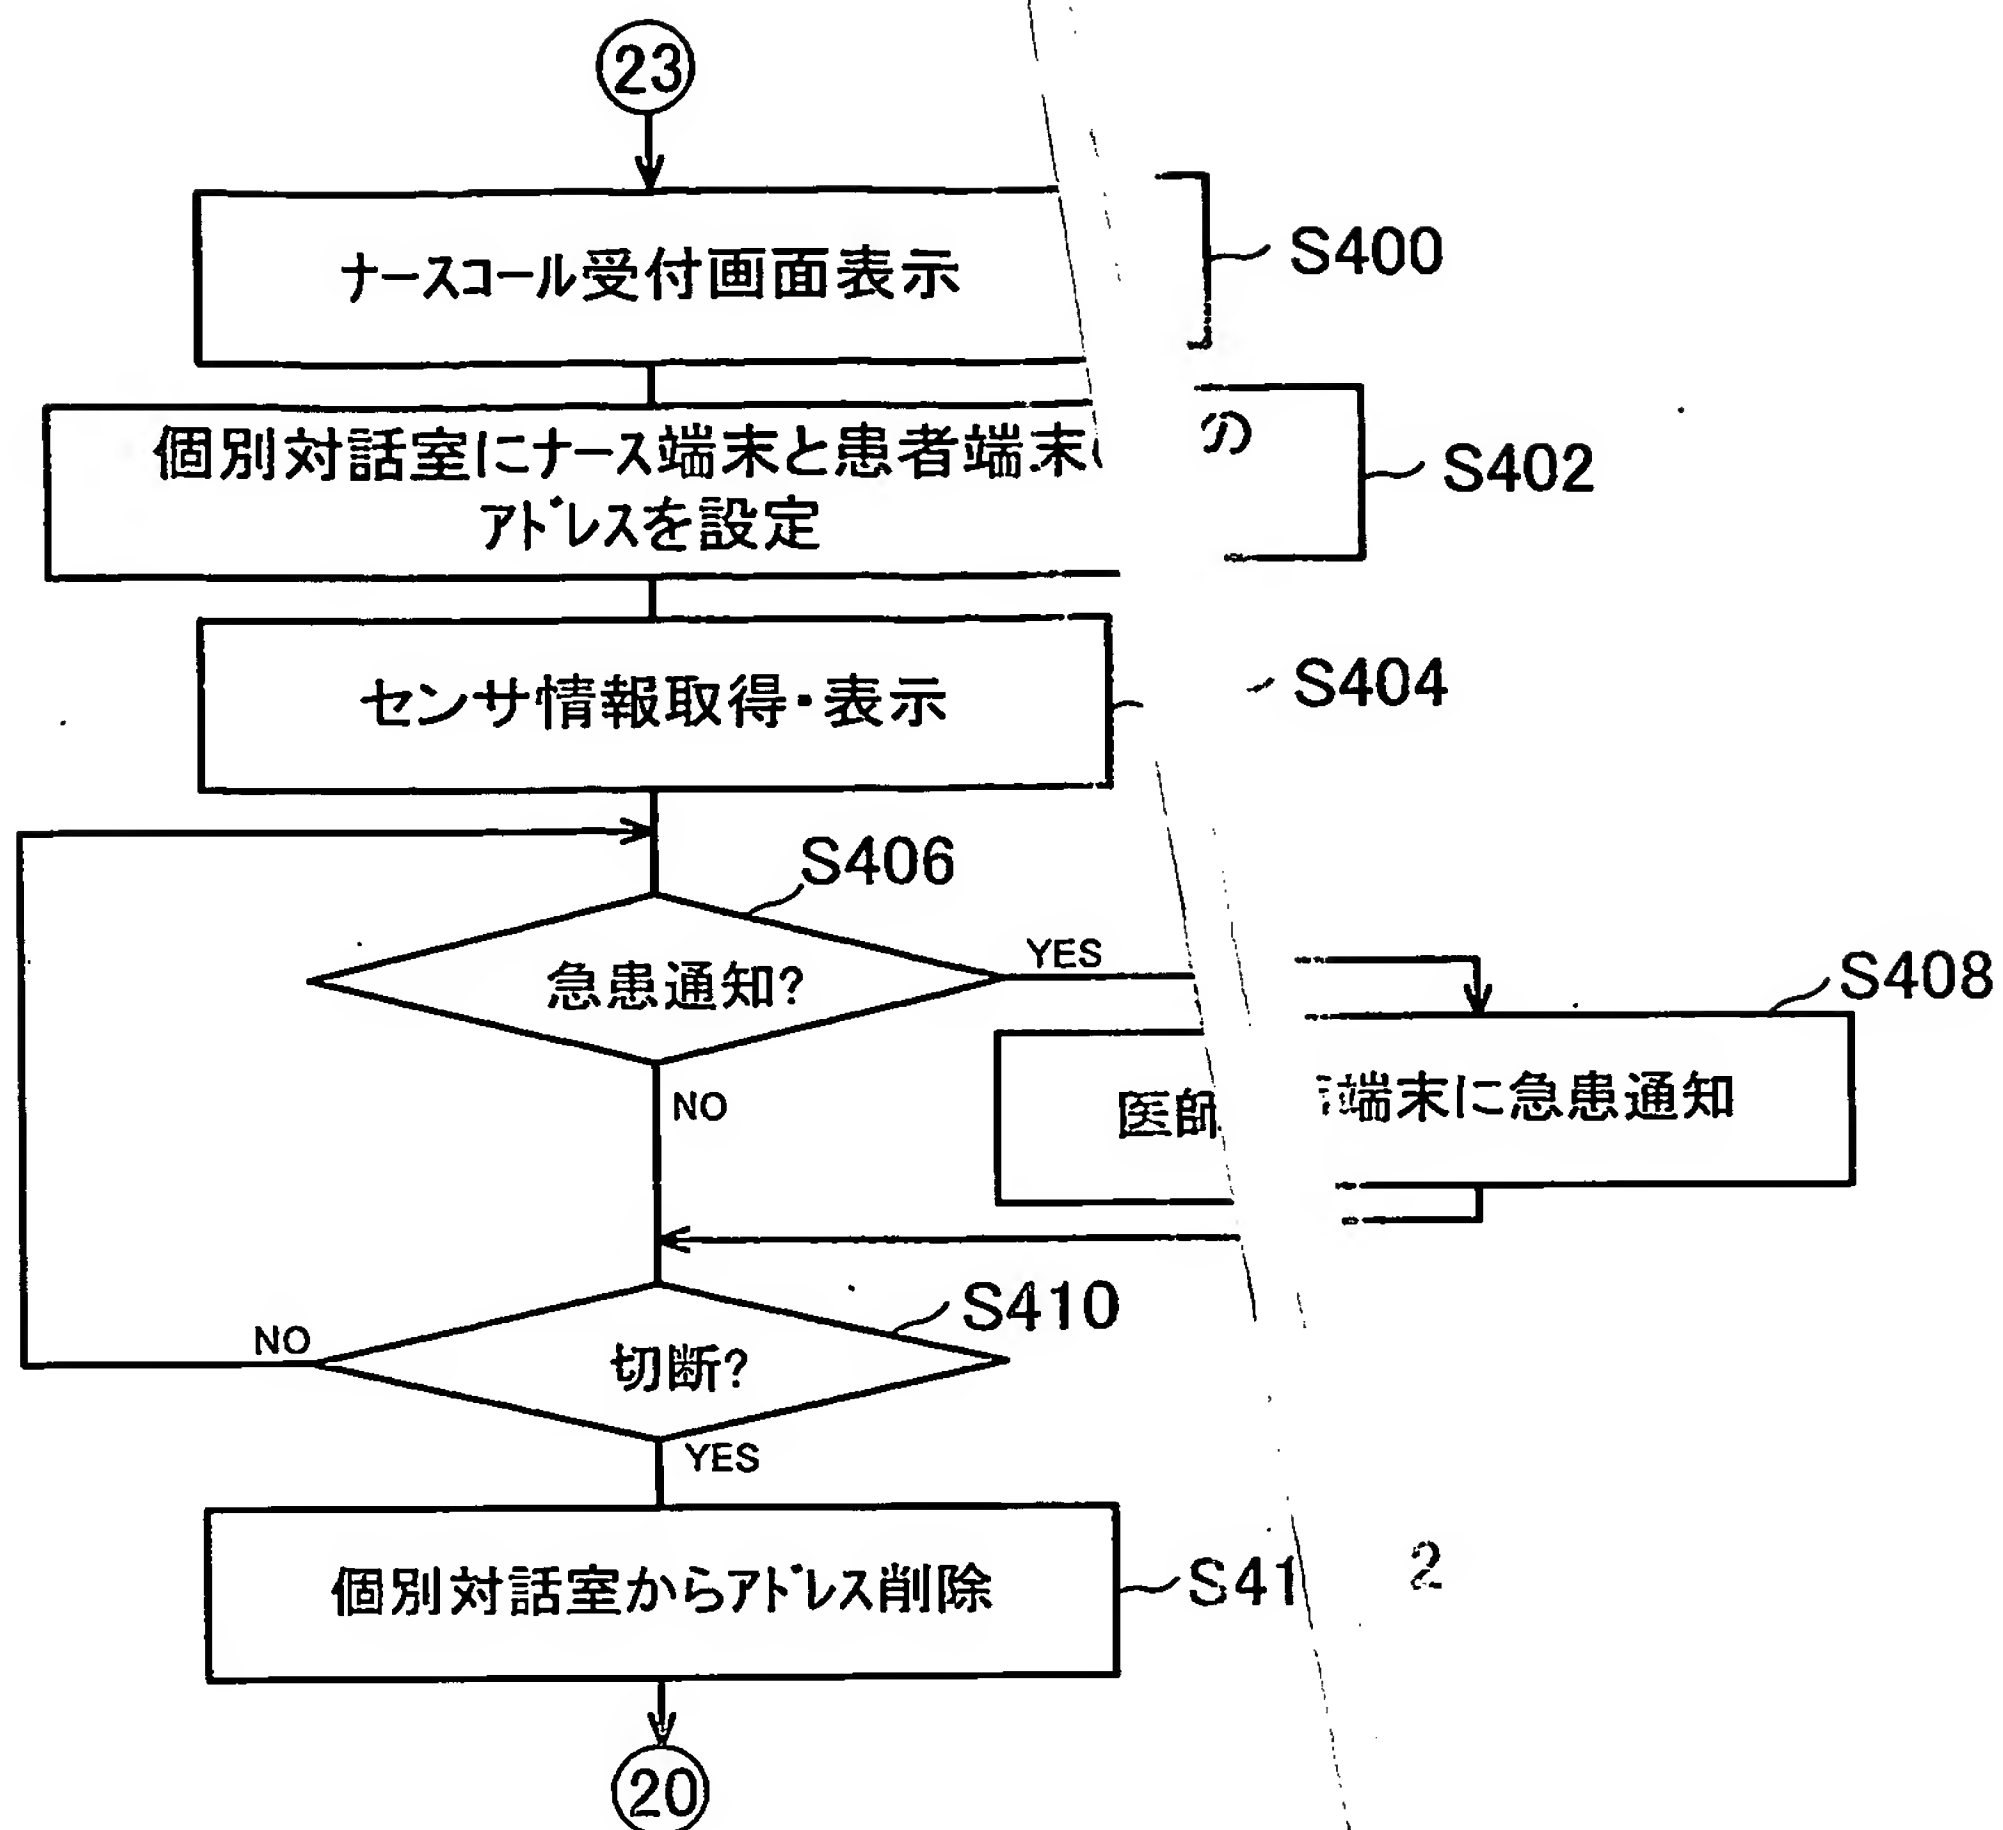 23
ナースコール受付画面表示
S400
個別対話室にナース端末と患者端末の
アドレスを設定
S402
センサ情報取得・表示
S404
S406
急患通知?
YES
NO
S408
医師端末に急患通知
S410
切断?
NO
YES
個別対話室からアドレス削除
S412
20